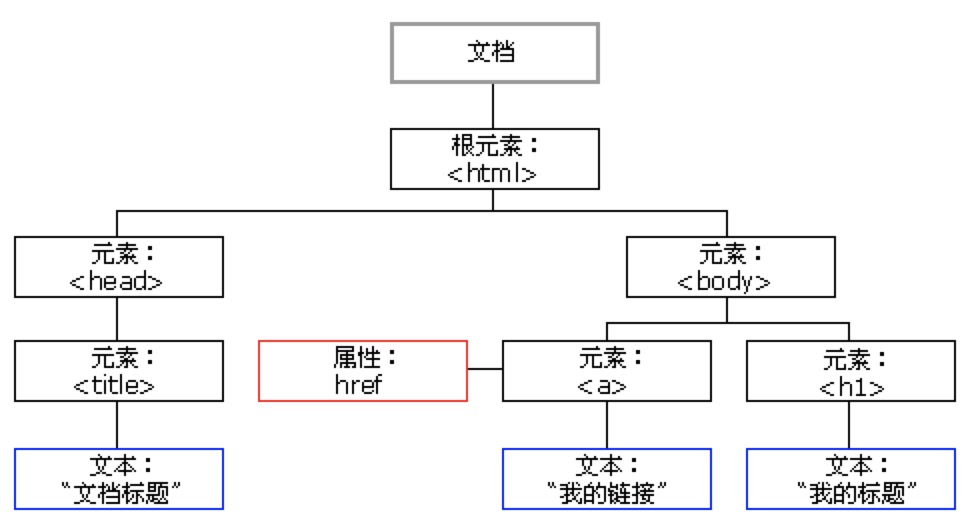 文档
根元素：
<html>
元素：
<head>
元素：
<body>
元素：
<title>
属性：
href
元素：
<a>
元素：
<h1>
文本：
“文档标题”
文本：
“我的链接”
文本：
“我的标题”